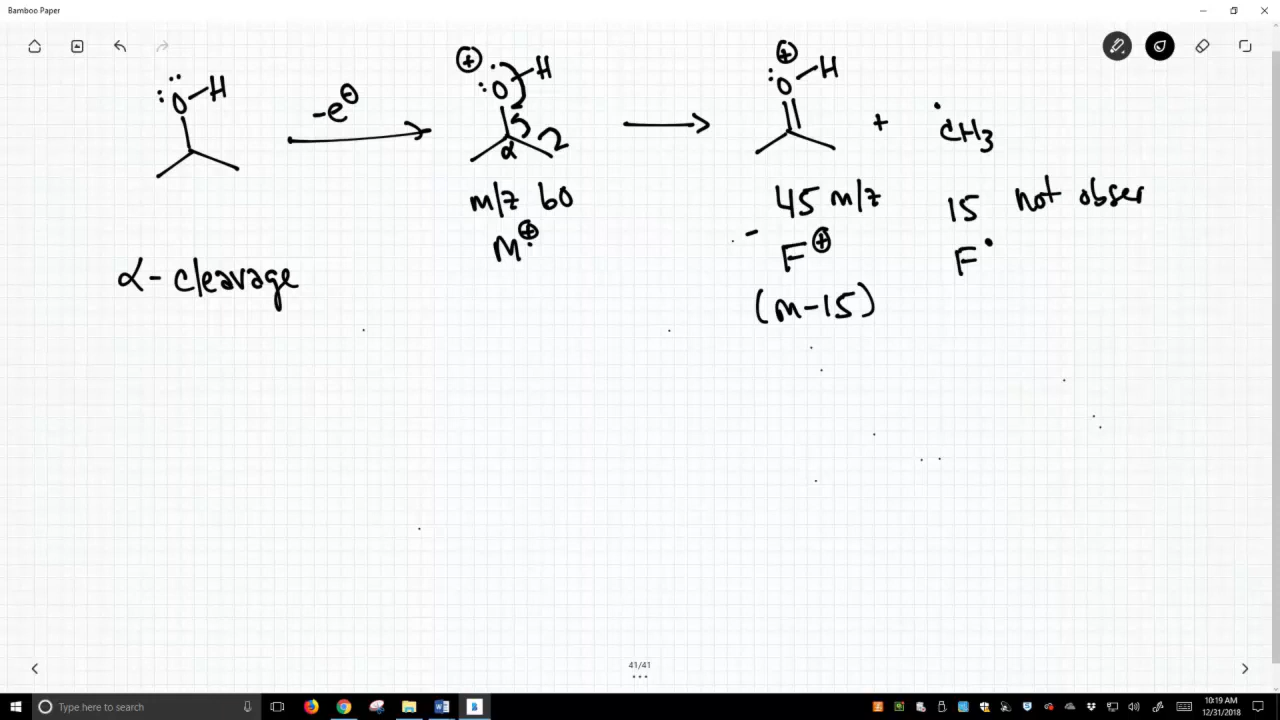 Bamboo Paper
:Ö-H
-e⊖
⊕
:Ȯ-H
α
⊕
:O-H
+ ·CH3
m/z 60
45 m/z
15 not obser
M⊕·
F⊕
F·
α-cleavage
(m-15)
41/41
Type here to search
10:19 AM
12/31/2018